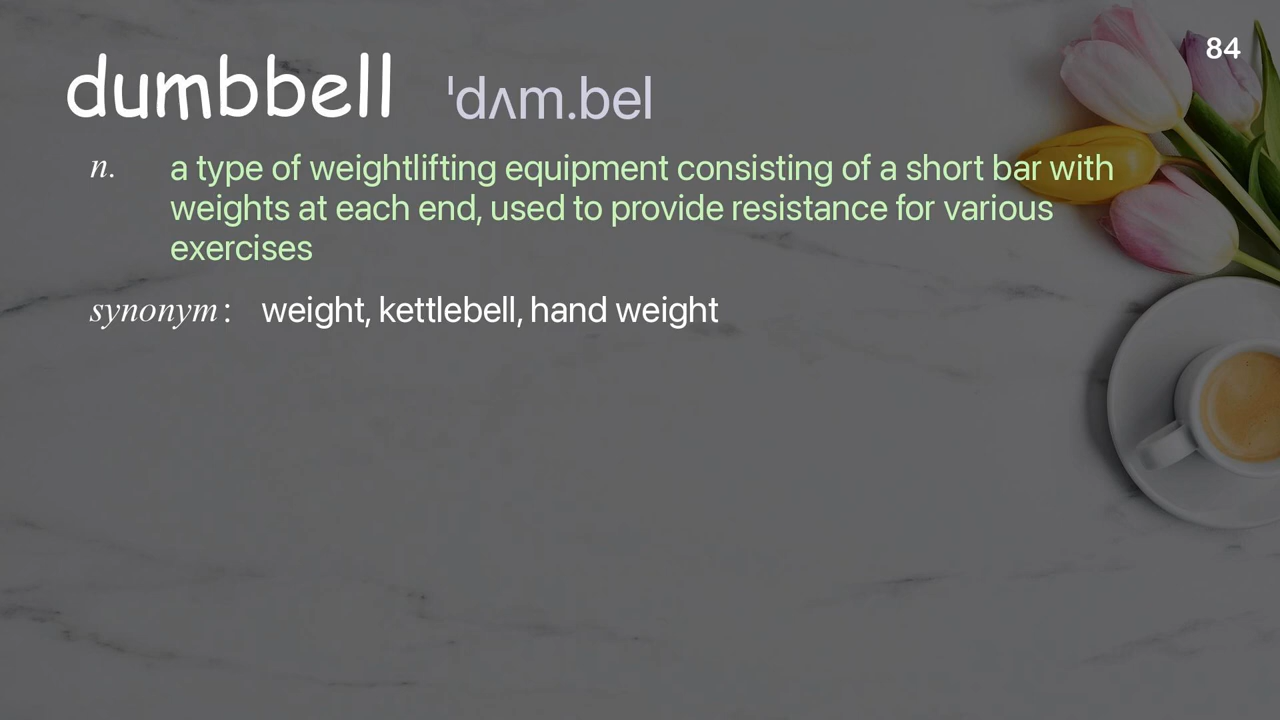 84
dumbbell ˈdʌm.bel
n. a type of weightlifting equipment consisting of a short bar with
weights at each end, used to provide resistance for various
exercises
synonym: weight, kettlebell, hand weight